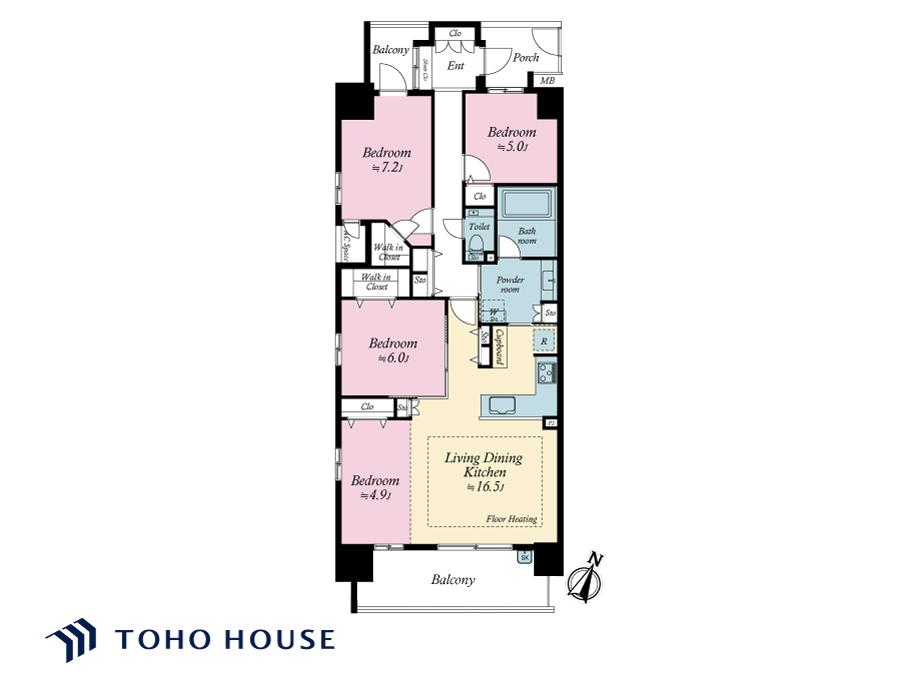 Clo
Balcony
Shoes Clo
Ent
Porch
MB
Bedroom
≒7.2J
Bedroom
≒5.0J
Clo
Toilet
Bath
room
AC Space
Walk in
Closet
Sto
Walk in
Closet
Sto
Powder
room
W
Sto
Bedroom
≒6.0J
Sto
Cupboard
R
Clo
Sto
Bedroom
≒4.9J
Living Dining
Kitchen
≒16.5J
Floor Heating
SK
Balcony
N
TOHO HOUSE